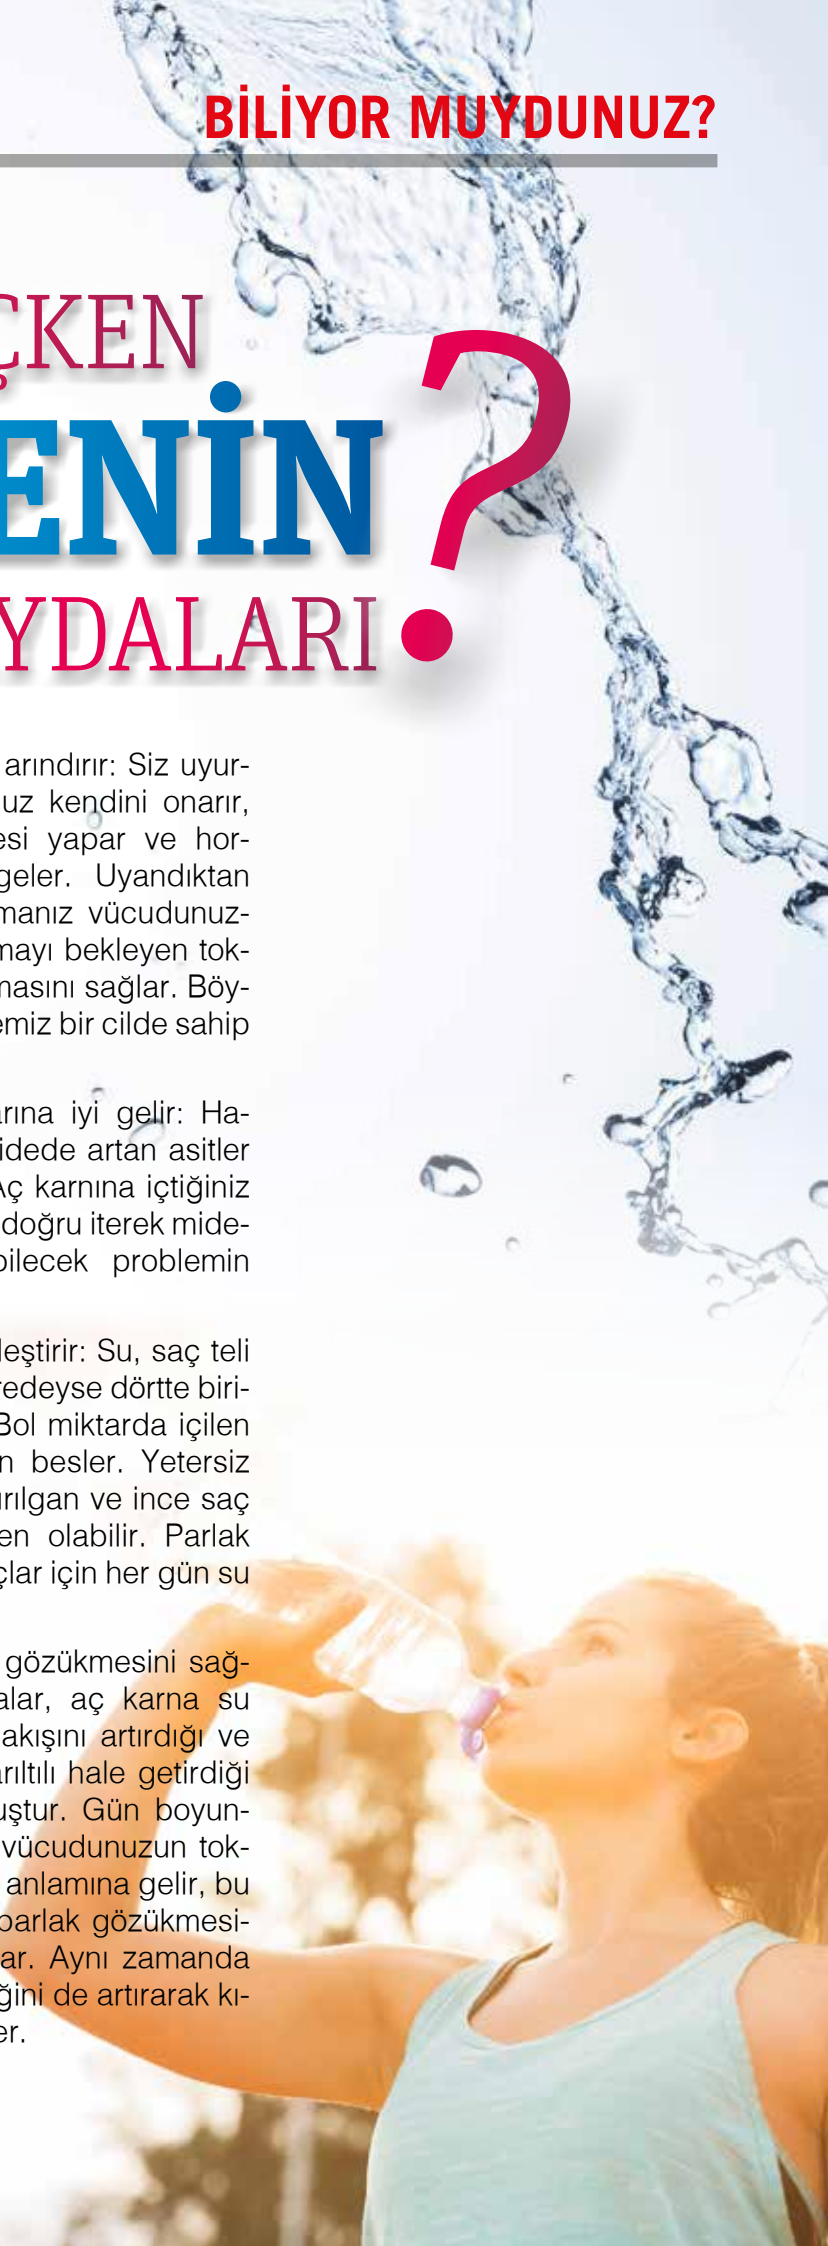 BİLİYOR MUYDUNUZ?
ÇKEN
ENİN
YDALARI ?
arındırır: Siz uyur-
uz kendini onarır,
esi yapar ve hor-
geler. Uyandıktan
manız vücudunuz-
mayı bekleyen tok-
masını sağlar. Böy-
emiz bir cilde sahip
arına iyi gelir: Ha-
idede artan asitler
Aç karnına içtiğiniz
doğru iterek mide-
bilecek problemin
leştirir: Su, saç teli
redeyse dörtte biri-
Bol miktarda içilen
n besler. Yetersiz
ırılgan ve ince saç
en olabilir. Parlak
çlar için her gün su
gözükmesini sağ-
alar, aç karna su
akışını artırdığı ve
arıltılı hale getirdiği
uştur. Gün boyun-
vücudunuzun tok-
anlamına gelir, bu
parlak gözükmesi-
ar. Aynı zamanda
ğini de artırarak kı-
er.